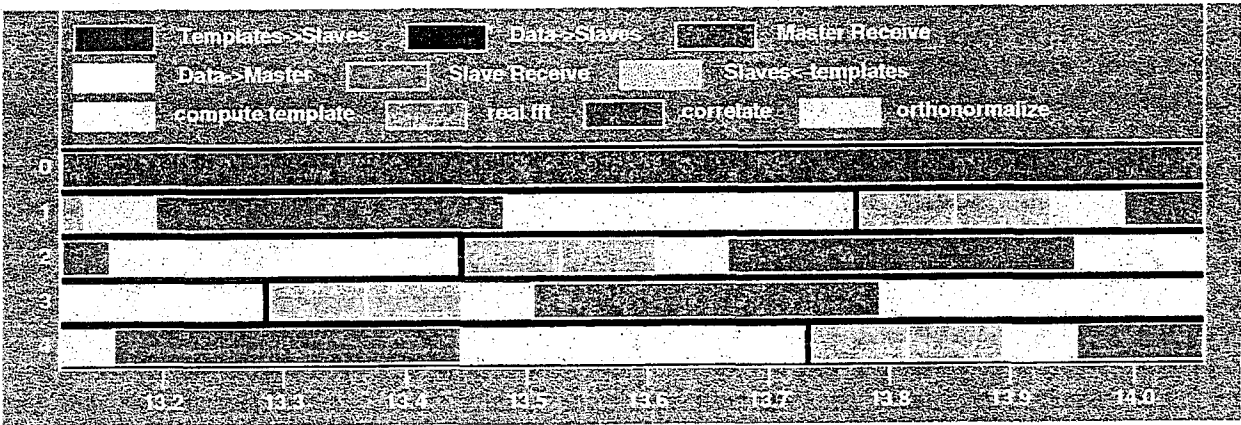 Templates->Slaves Data->Slaves Master Receive
Data->Master Slave Receive Slaves<-templates
compute template real fft correlate orthonormalize
0
1
2
3
4
13.2 13.3 13.4 13.5 13.6 13.7 13.8 13.9 14.0